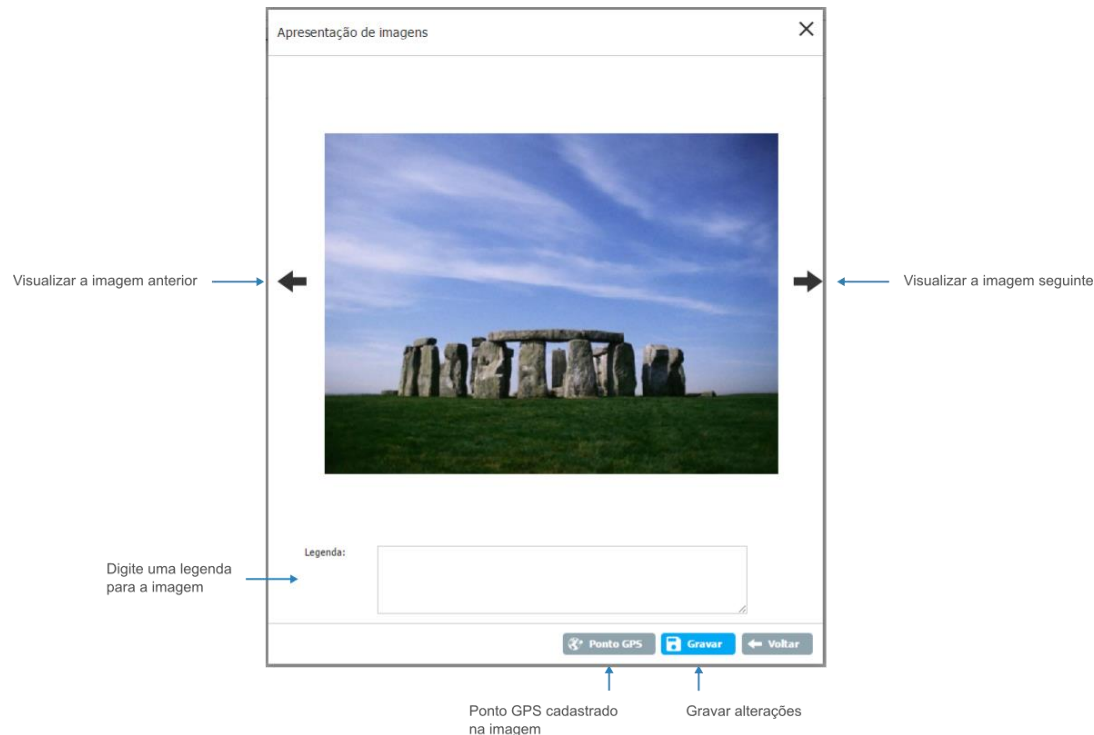 Apresentação de imagens
Visualizar a imagem anterior
Visualizar a imagem seguinte
Legenda:
Digite uma legenda
para a imagem
Ponto GPS
Gravar
Voltar
Ponto GPS cadastrado
na imagem
Gravar alterações